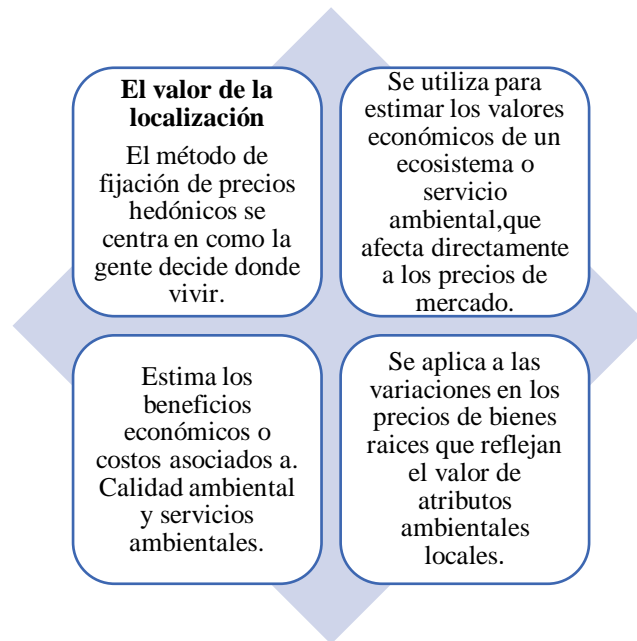 El valor de la
localización
El método de
fijación de precios
hedónicos se
centra en como la
gente decide donde
vivir.
Se utiliza para
estimar los valores
económicos de un
ecosistema o
servicio
ambiental,que
afecta directamente
a los precios de
mercado.
Estima los
beneficios
económicos o
costos asociados a.
Calidad ambiental
y servicios
ambientales.
Se aplica a las
variaciones en los
precios de bienes
raices que reflejan
el valor de
atributos
ambientales
locales.